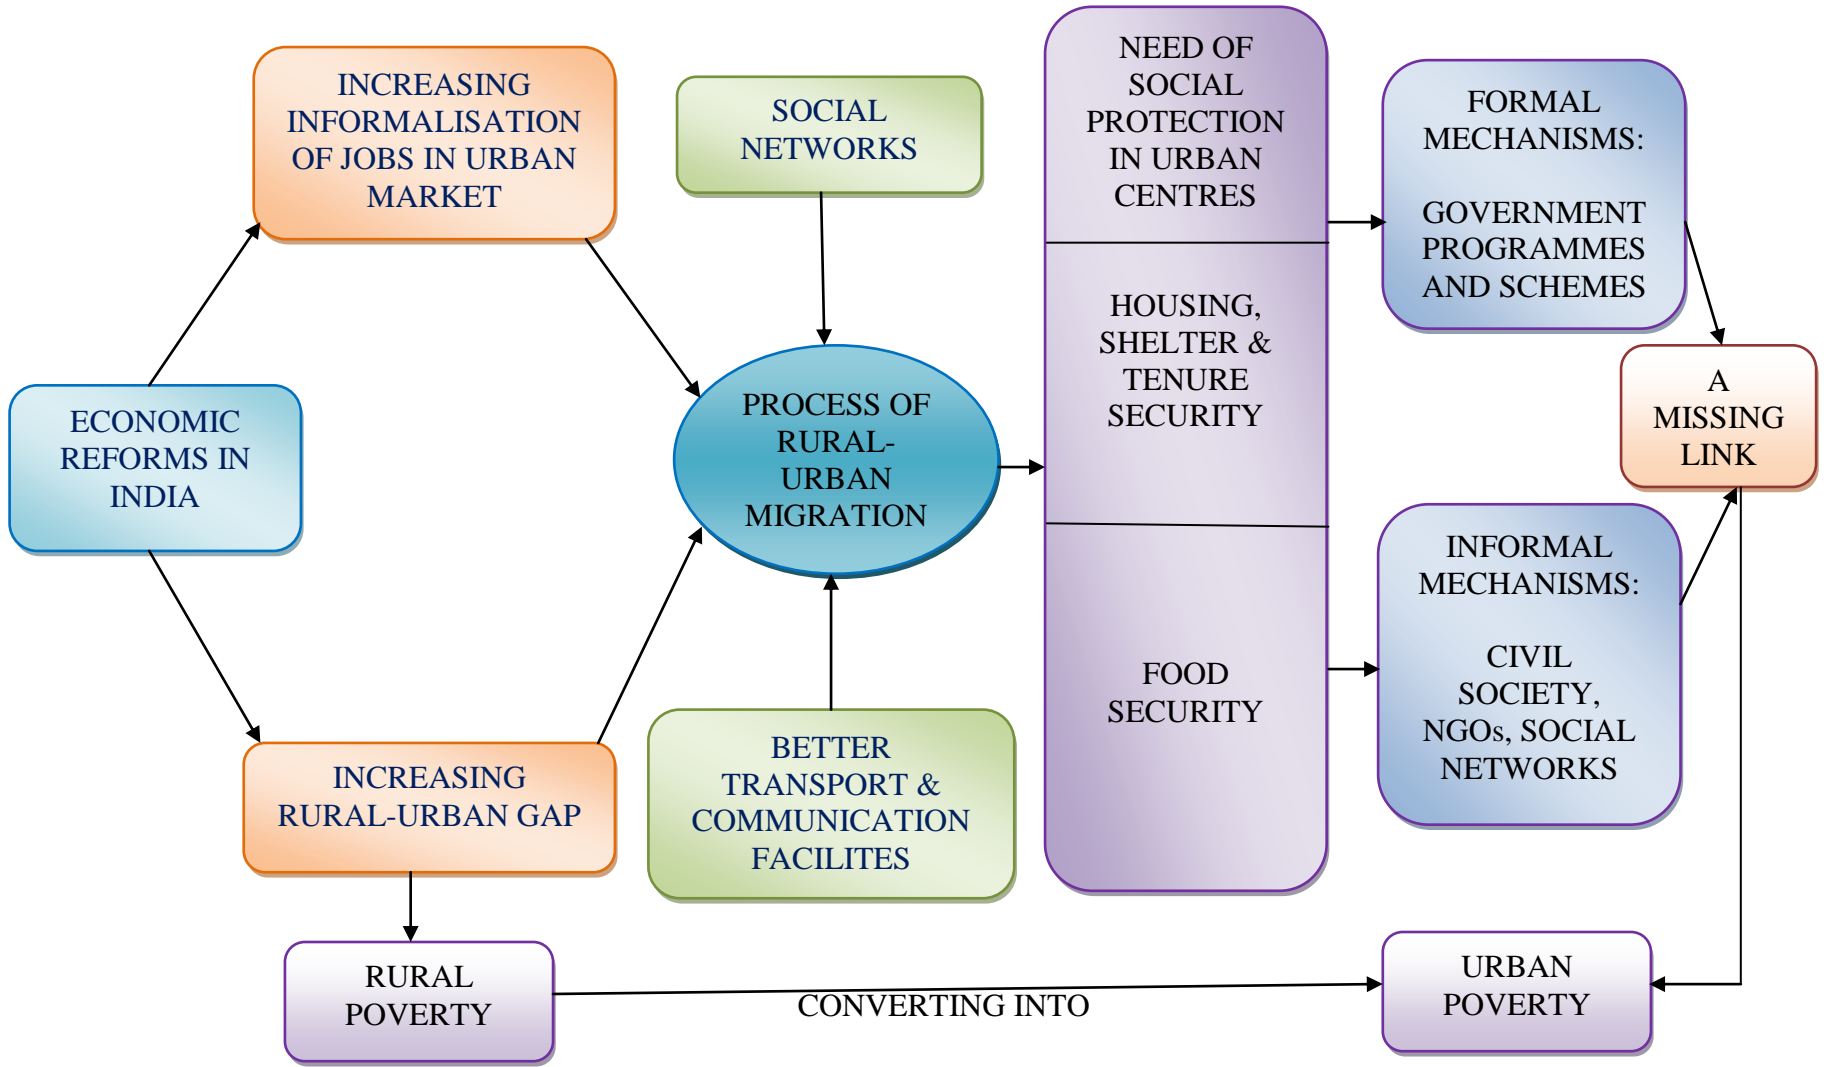 INCREASING
INFORMALISATION
OF JOBS IN URBAN
MARKET
SOCIAL
NETWORKS
NEED OF
SOCIAL
PROTECTION
IN URBAN
CENTRES
FORMAL
MECHANISMS:
GOVERNMENT
PROGRAMMES
AND SCHEMES
ECONOMIC
REFORMS IN
INDIA
PROCESS OF
RURAL-
URBAN
MIGRATION
HOUSING,
SHELTER &
TENURE
SECURITY
A
MISSING
LINK
INCREASING
RURAL-URBAN GAP
BETTER
TRANSPORT &
COMMUNICATION
FACILITES
FOOD
SECURITY
INFORMAL
MECHANISMS:
CIVIL
SOCIETY,
NGOs, SOCIAL
NETWORKS
RURAL
POVERTY
CONVERTING INTO
URBAN
POVERTY